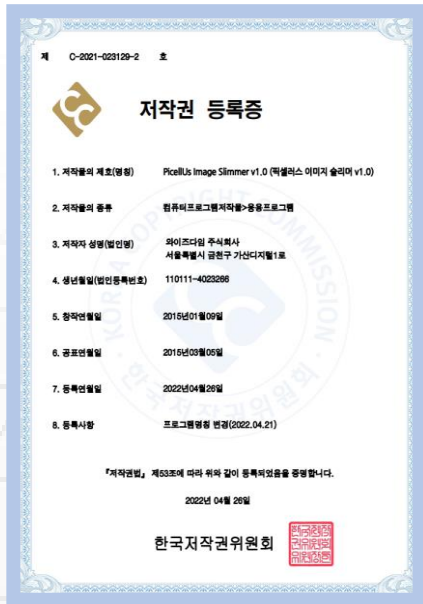 제 C-2021-023129-2 호
저작권 등록증
1. 저작물의 제호(명칭) PicellUs Image Slimmer v1.0 (픽셀러스 이미지 슬리머 v1.0)
2. 저작물의 종류 컴퓨터프로그램저작물>응용프로그램
3. 저작자 성명(법인명) 와이즈다임 주식회사
서울특별시 금천구 가산디지털1로
4. 생년월일(법인등록번호) 110111-4023266
5. 창작연월일 2015년01월09일
6. 공표연월일 2015년03월05일
7. 등록연월일 2022년04월26일
8. 등록사항 프로그램명칭 변경(2022.04.21)
『저작권법』 제53조에 따라 위와 같이 등록되었음을 증명합니다.
2022년 04월 26일
한국저작권위원회
KOREA COPYRIGHT COMMISSION
한국저작권위원회